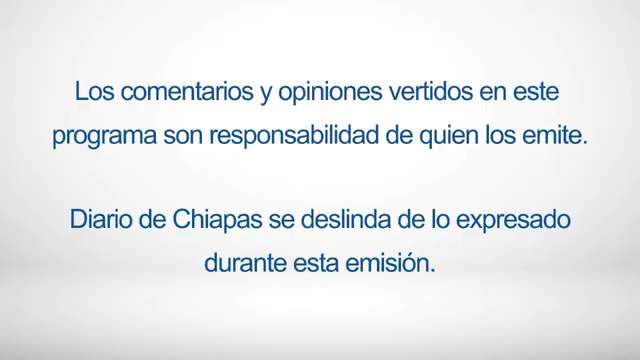 Los comentarios y opiniones vertidos en este
programa son responsabilidad de quien los emite.
Diario de Chiapas se deslinda de lo expresado
durante esta emisión.